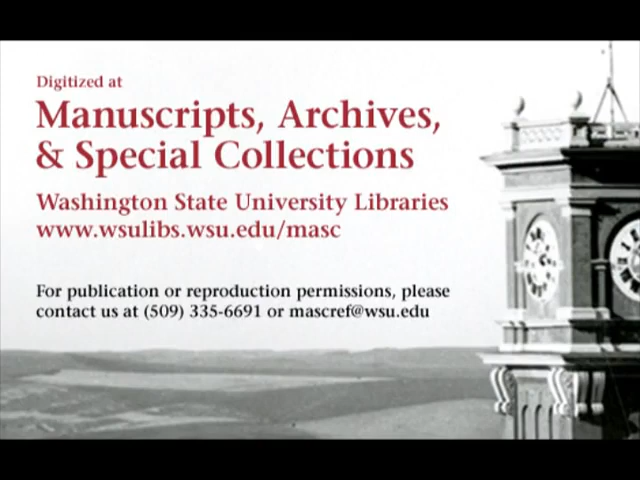 Digitized at
Manuscripts, Archives,
& Special Collections
Washington State University Libraries
www.wsulibs.wsu.edu/masc
For publication or reproduction permissions, please
contact us at (509) 335-6691 or mascref@wsu.edu